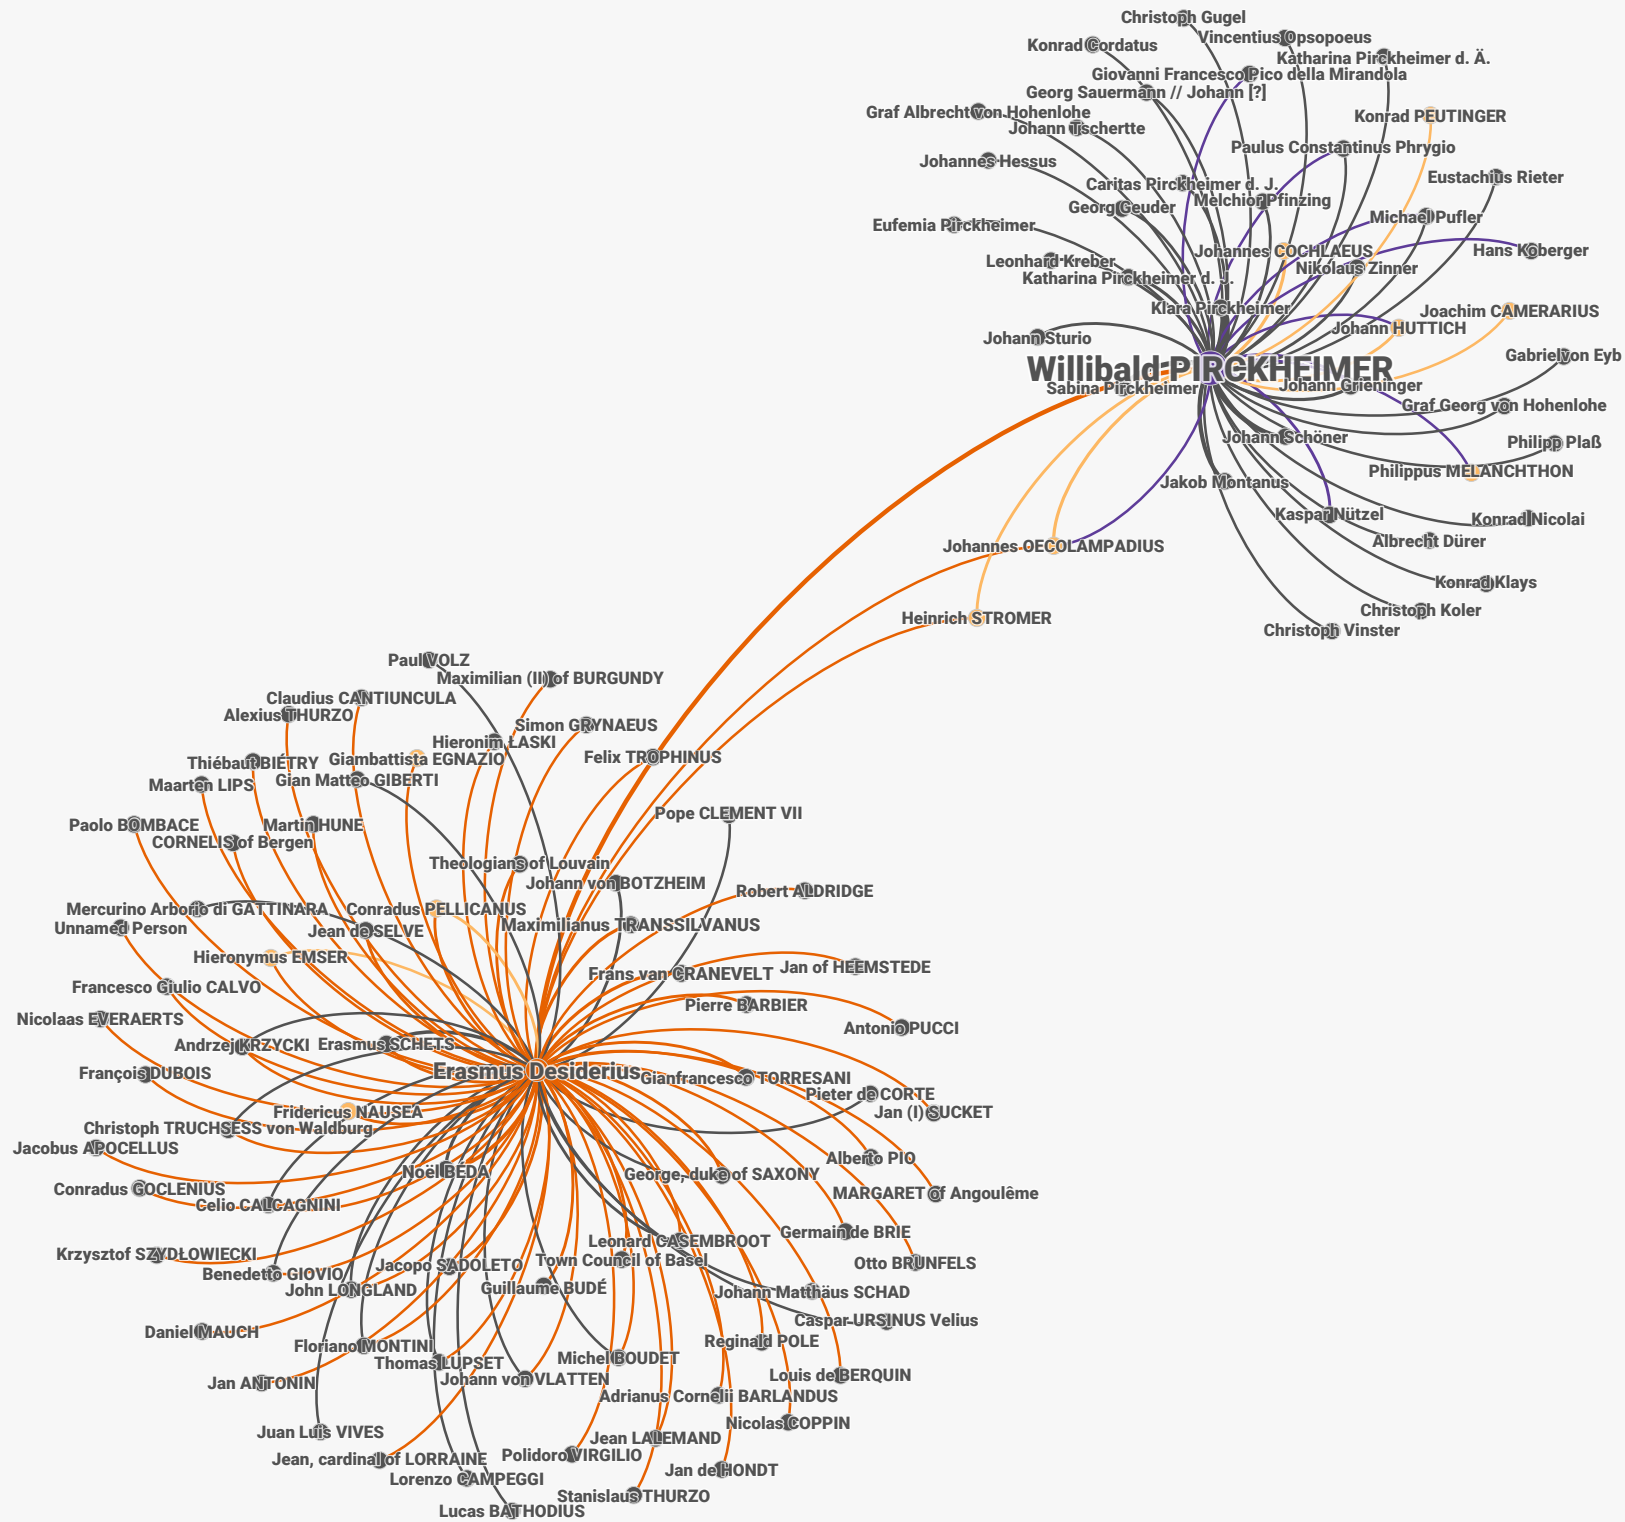 Christoph Gugel
Vincentius Opsopoeus
Konrad Cordatus
Katharina Pirckheimer d. Ä.
Giovanni Francesco Pico della Mirandola
Georg Sauermann // Johann [?]
Graf Albrecht von Hohenlohe
Konrad PEUTINGER
Johann Tschertte
Paulus Constantinus Phrygio
Johannes Hessus
Eustachius Rieter
Caritas Pirckheimer d. J.
Melchior Pfinzing
Georg Geuder
Michael Pufler
Eufemia Pirckheimer
Johannes COCHLAEUS
Hans Koberger
Leonhard Kreber
Nikolaus Zinner
Katharina Pirckheimer d. J.
Klara Pirckheimer
Joachim CAMERARIUS
Johann HUTTICH
Johann Sturio
Gabriel von Eyb
Willibald PIRCKHEIMER
Sabina Pirckheimer
Johann Grieninger
Graf Georg von Hohenlohe
Johann Schöner
Philipp Plaß
Philippus MELANCHTHON
Jakob Montanus
Kaspar Nützel
Konrad Nicolai
Albrecht Dürer
Johannes OECOLAMPADIUS
Konrad Klays
Christoph Koler
Heinrich STROMER
Christoph Vinster
Paul VOLZ
Maximilian (II) of BURGUNDY
Claudius CANTIUNCULA
Alexius THURZO
Simon GRYNAEUS
Hieronim ŁASKI
Felix TROPHINUS
Giambattista EGNAZIO
Thiébaut BIÉTRY
Gian Matteo GIBERTI
Maarten LIPS
Pope CLEMENT VII
Paolo BOMBACE
Martin HUNE
CORNELIS of Bergen
Theologians of Louvain
Johann von BOTZHEIM
Robert ALDRIDGE
Mercurino Arborio di GATTINARA
Conradus PELLICANUS
Unnamed Person
Jean de SELVE
Maximilianus TRANSSILVANUS
Hieronymus EMSER
Jan of HEEMSTEDE
Frans van CRANEVELT
Francesco Giulio CALVO
Pierre BARBIER
Nicolaas EVERAERTS
Antonio PUCCI
Andrzej KRZYCKI
Erasmus SCHETS
François DUBOIS
Erasmus Desiderius
Gianfrancesco TORRESANI
Pieter de CORTE
Fridericus NAUSEA
Jan (I) SUCKET
Christoph TRUCHSESS von Waldburg
Jacobus APOCELLUS
Alberto PIO
Noël BÉDA
George, duke of SAXONY
Conradus GOCLENIUS
MARGARET of Angoulême
Celio CALCAGNINI
Germain de BRIE
Leonard CASEMBROOT
Krzysztof SZYDŁOWIECKI
Town Council of Basel
Otto BRUNFELS
Jacopo SADOLETO
Benedetto GIOVIO
Guillaume BUDÉ
John LONGLAND
Johann Matthäus SCHAD
Caspar URSINUS Velius
Daniel MAUCH
Reginald POLE
Floriano MONTINI
Michel BOUDET
Thomas LUPSET
Louis de BERQUIN
Johann von VLATTEN
Jan ANTONIN
Adrianus Cornelii BARLANDUS
Nicolas COPPIN
Juan Luis VIVES
Jean LALEMAND
Polidoro VIRGILIO
Jean, cardinal of LORRAINE
Jan de HONDT
Lorenzo CAMPEGGI
Stanislaus THURZO
Lucas BATHODIUS